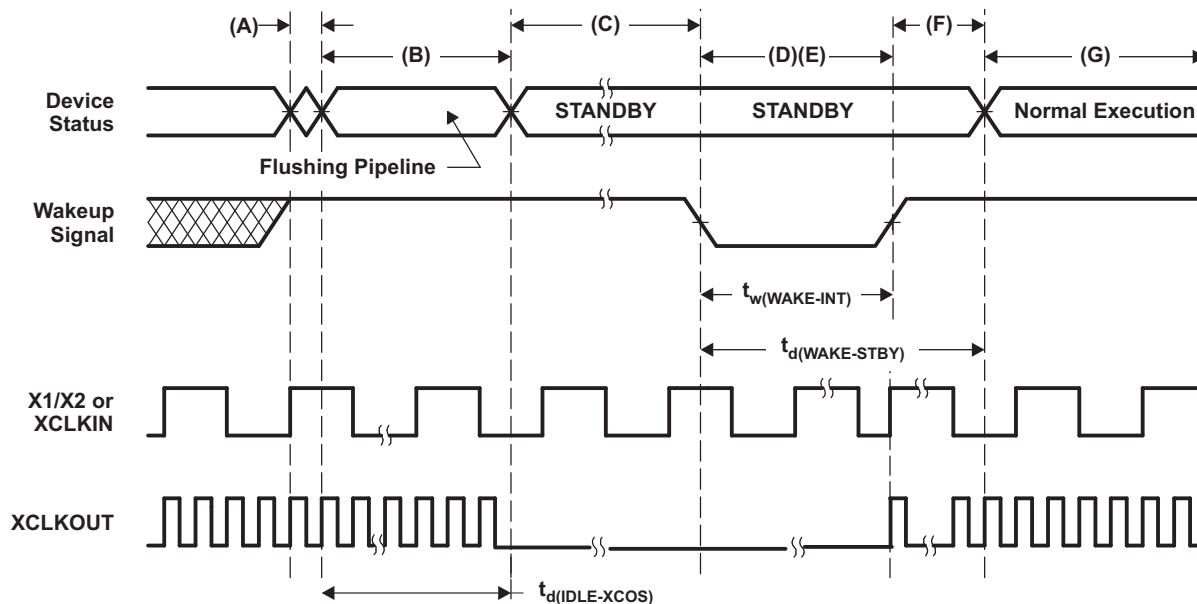 (A)
(C)
(F)
(B)
(D)(E)
(G)
Device
Status
STANDBY
STANDBY
Normal Execution
Flushing Pipeline
Wakeup
Signal
tw(WAKE-INT)
td(WAKE-STBY)
X1/X2 or
XCLKIN
XCLKOUT
td(IDLE-XCOS)